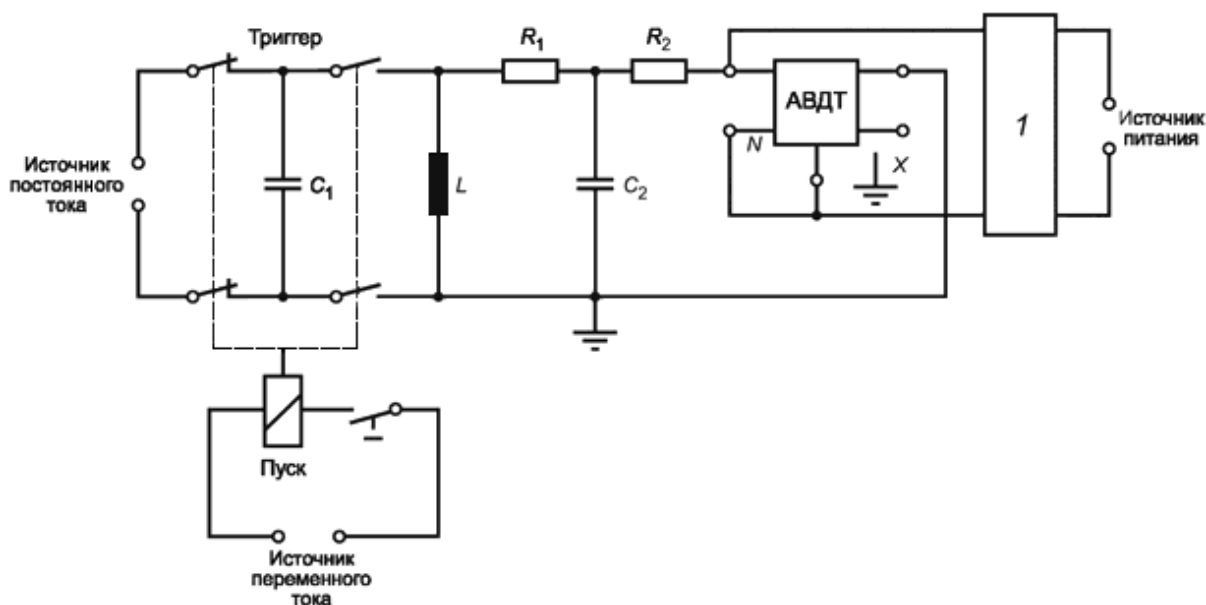 Триггер
R1
R2
АВДТ
1
Источник
питания
N
X
Источник
постоянного
тока
C1
L
C2
Пуск
Источник
переменного
тока